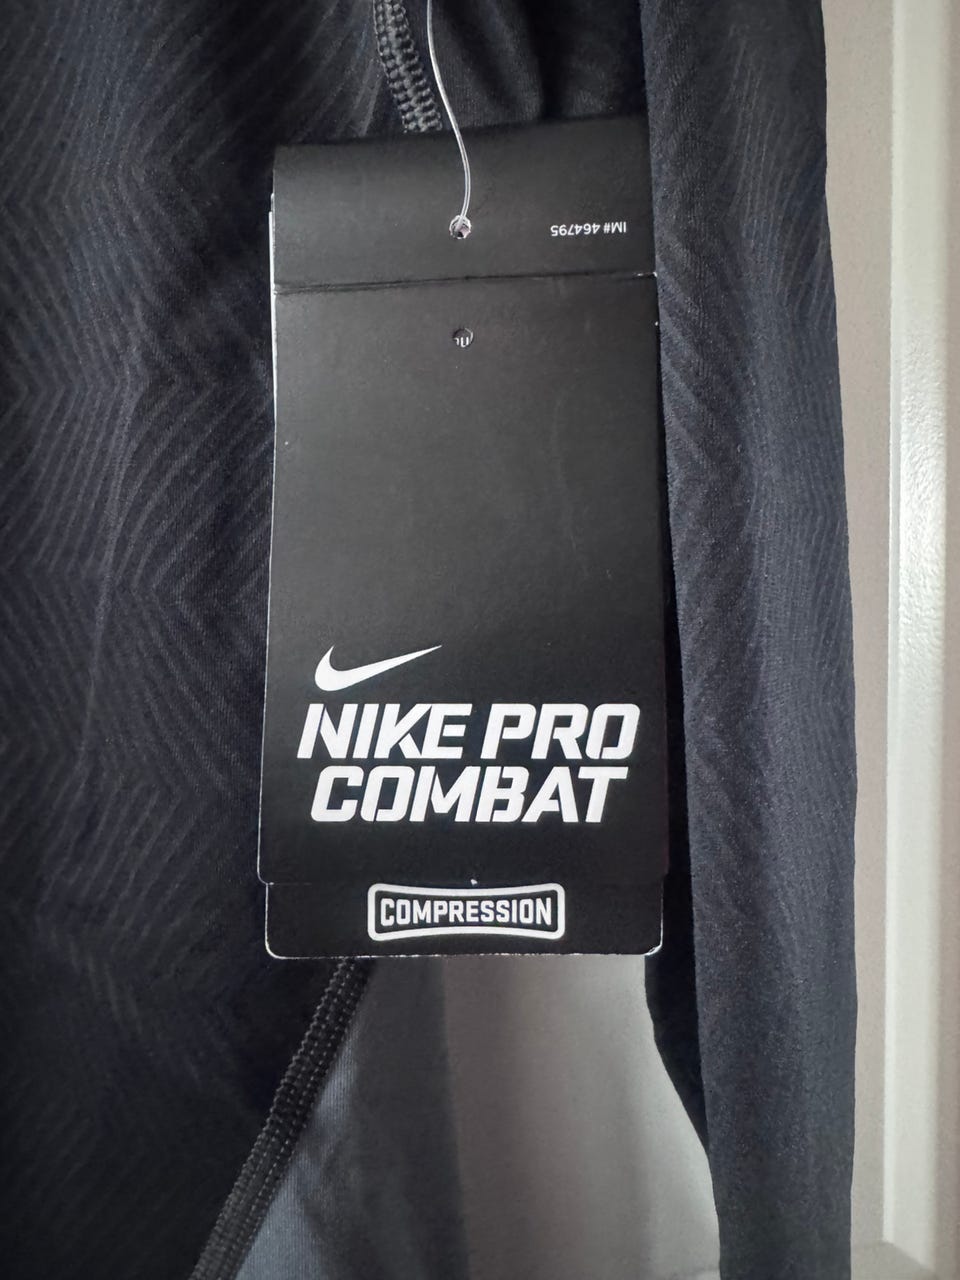 IM# 464795
NIKE PRO
COMBAT
COMPRESSION